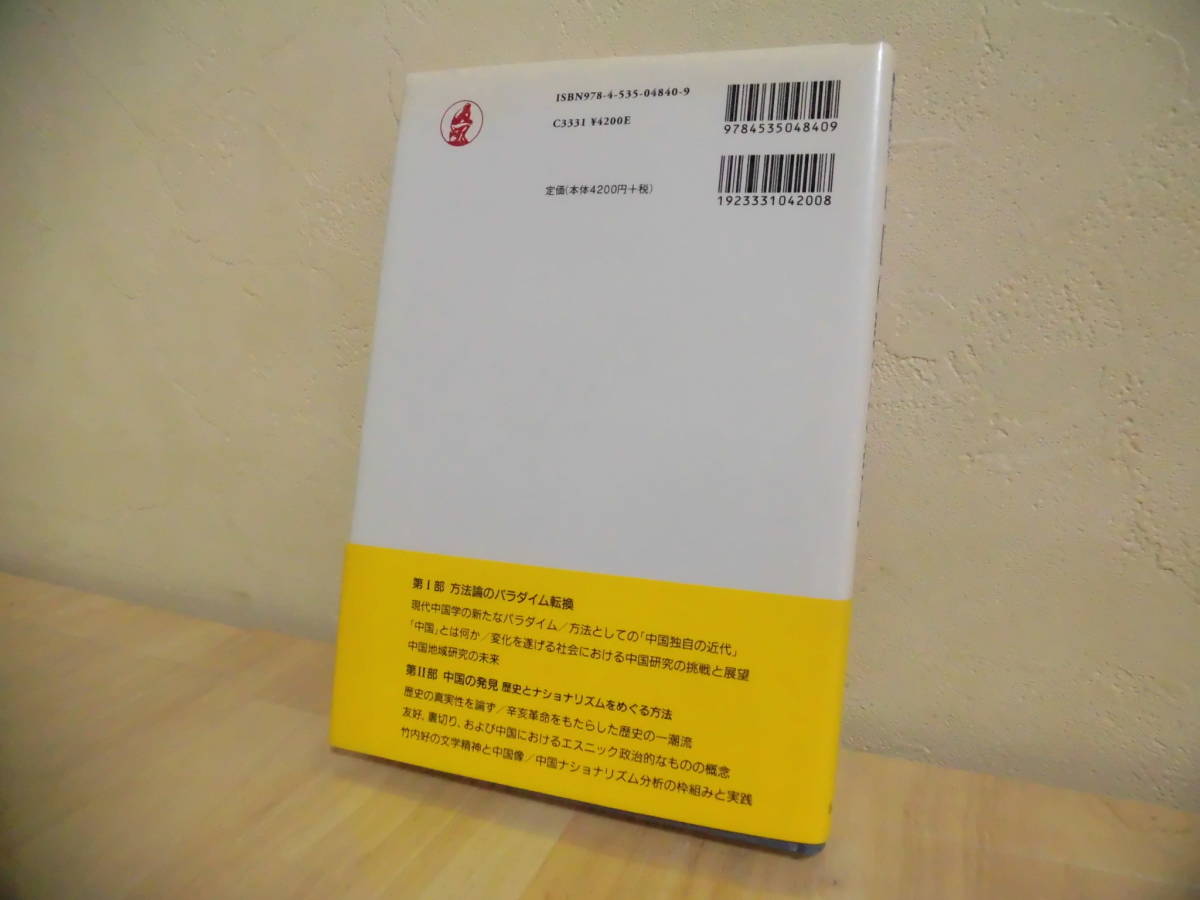 ISBN978-4-535-04840-9
C3331 ¥4200E
定価(本体4200円+税)
9784535048409
1923331042008
第Ⅰ部 方法論のパラダイム転換
現代中国学の新たなパラダイム/方法としての「中国独自の近代」
「中国」とは何か/変化を遂げる社会における中国研究の挑戦と展望
中国地域研究の未来
第Ⅱ部 中国の発見 歴史とナショナリズムをめぐる方法
歴史の真実性を論ず/辛亥革命をもたらした歴史の一潮流
友好、裏切り、および中国におけるエスニック政治的なものの概念
竹内好の文学精神と中国像/中国ナショナリズム分析の枠組みと実践